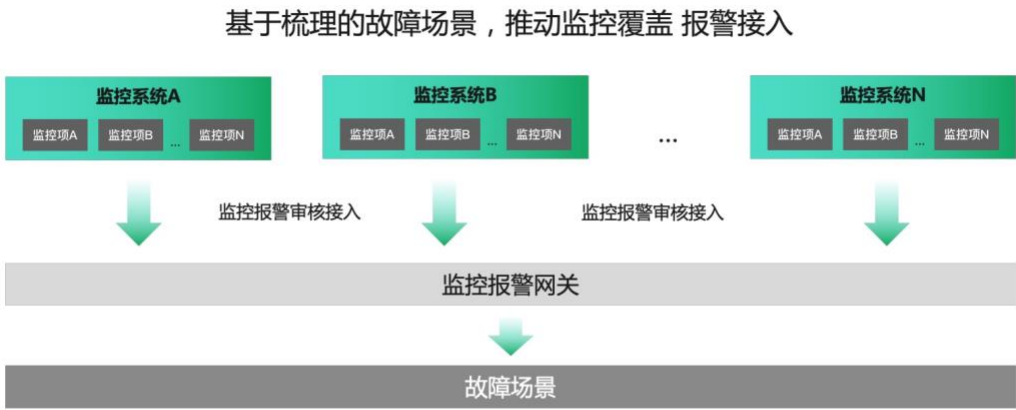 基于梳理的故障场景，推动监控覆盖 报警接入
监控系统A 监控系统B 监控系统N
监控项A 监控项B ... 监控项N 监控项A 监控项B ... 监控项N ... 监控项A 监控项B ... 监控项N
监控报警审核接入 监控报警审核接入
监控报警网关
故障场景